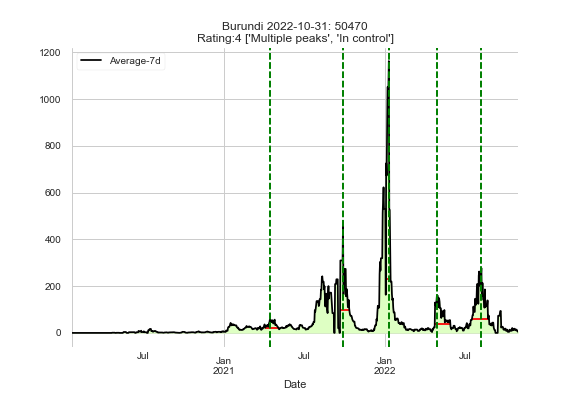 Burundi 2022-10-31: 50470
Rating:4 ['Multiple peaks', 'In control']
Average-7d
1200
1000
800
600
400
200
0
Jul
Jan
2021
Jul
Jan
2022
Jul
Date